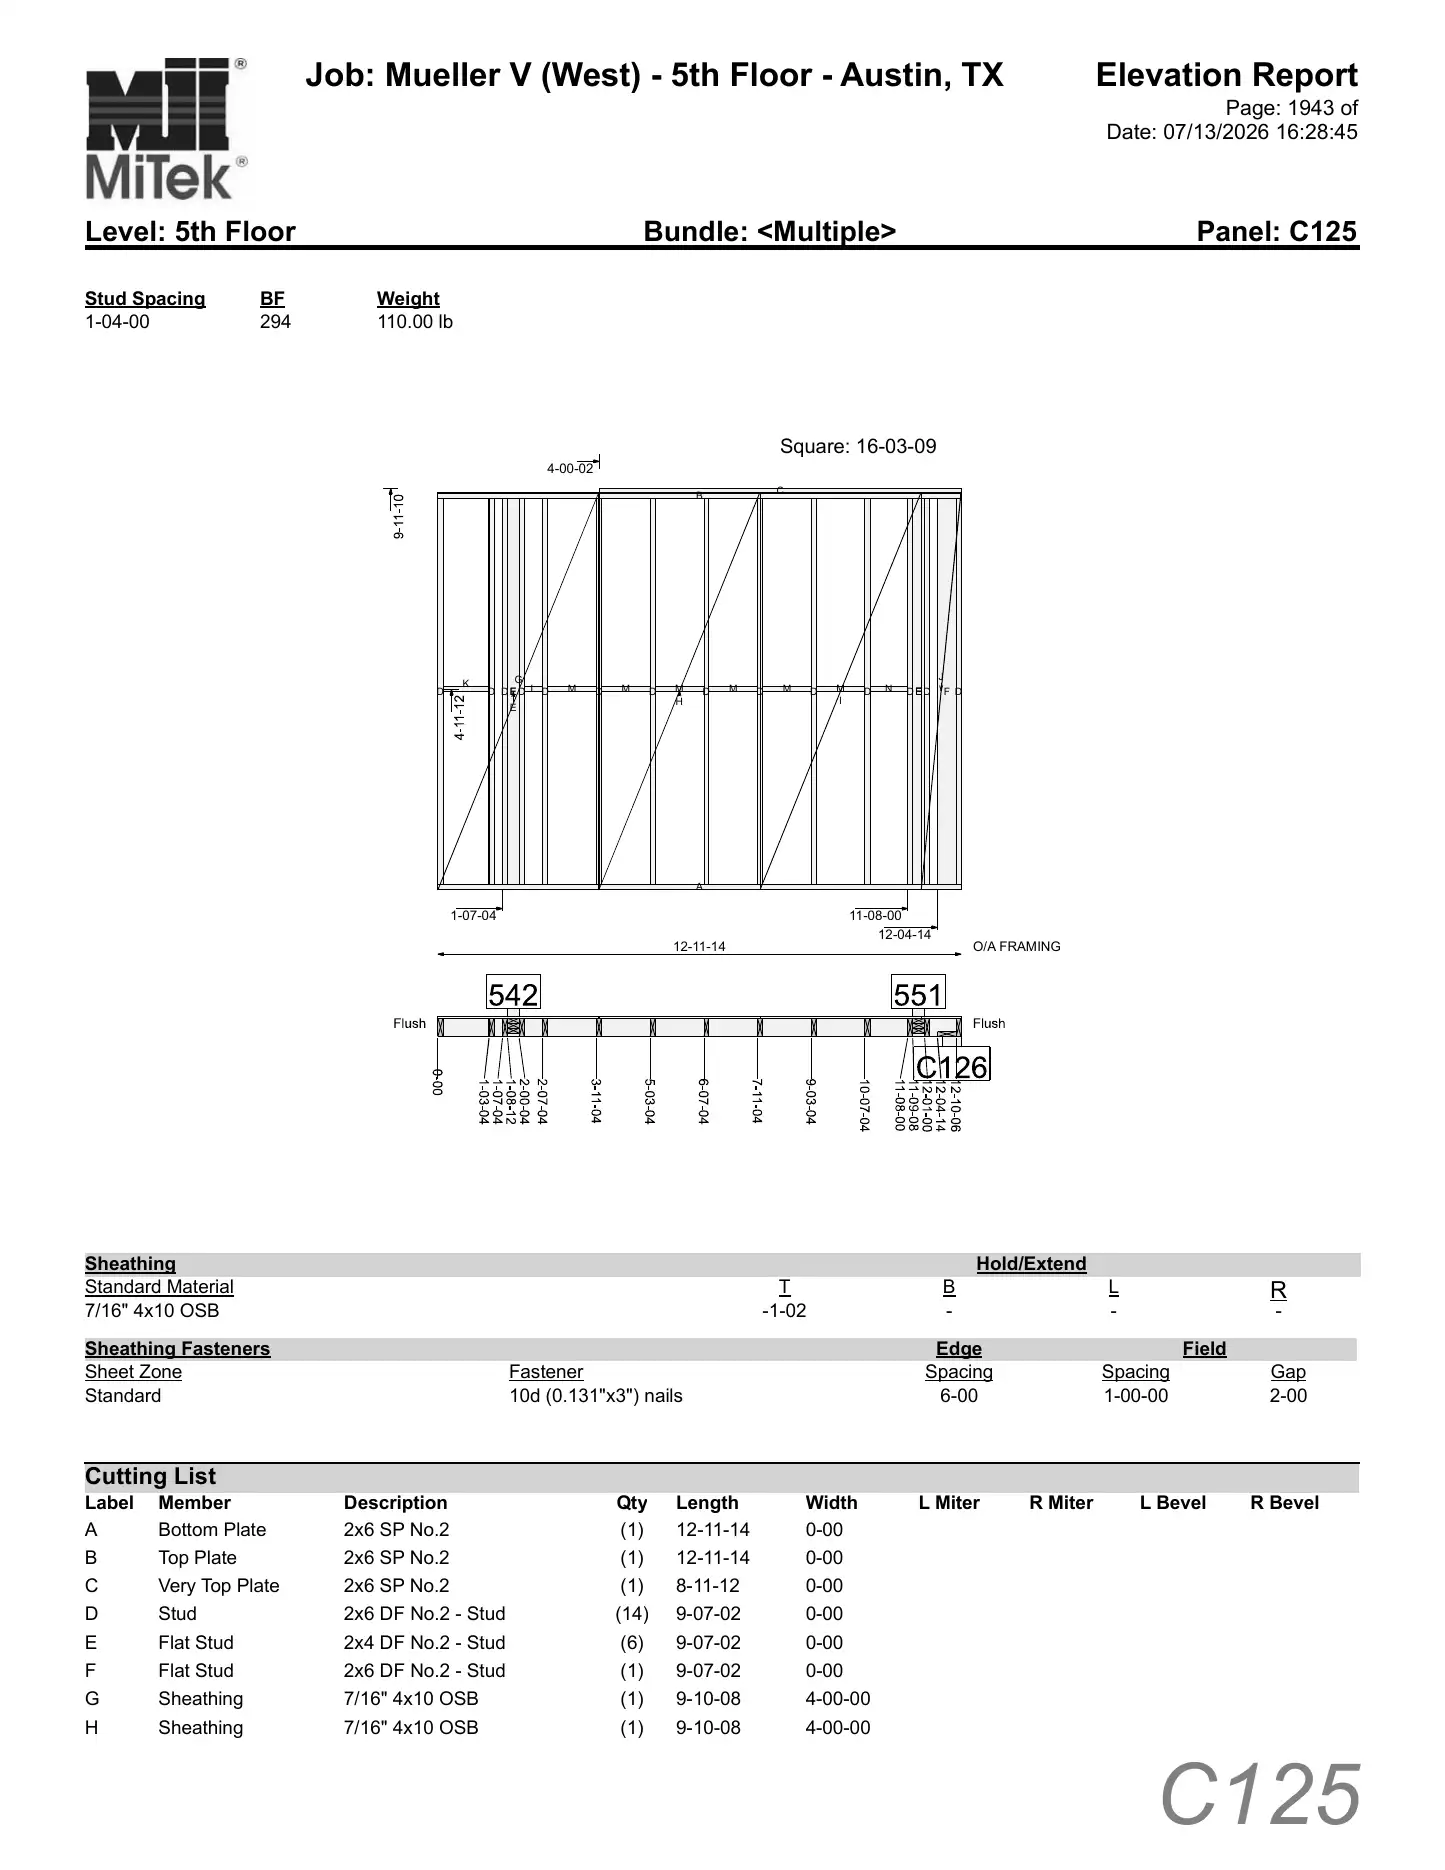 Job: Mueller V (West) - 5th Floor - Austin, TX
Elevation Report
Page: 1943 of
Date: 07/13/2026 16:28:45
MiTek®
Level: 5th Floor Bundle: <Multiple> Panel: C125
Stud Spacing BF Weight
1-04-00 294 110.00 lb
Square: 16-03-09
4-00-02
9-11-10
C
B
K
G
D D D E D L D M M D M D M M D M D N D E D F D
E
H
I
J
4-11-12
A
1-07-04
11-08-00
12-04-14
12-11-14
O/A FRAMING
542
551
Flush
Flush
C126
0-00
1-03-04
1-07-04
1-08-12
2-00-04
2-07-04
3-11-04
5-03-04
6-07-04
7-11-04
9-03-04
10-07-04
11-08-00
11-09-08
12-01-00
12-04-14
12-10-06
Sheathing Hold/Extend
Standard Material T B L R
7/16" 4x10 OSB -1-02 - - -
Sheathing Fasteners Edge Field
Sheet Zone Fastener Spacing Spacing Gap
Standard 10d (0.131"x3") nails 6-00 1-00-00 2-00
Cutting List
Label Member Description Qty Length Width L Miter R Miter L Bevel R Bevel
A Bottom Plate 2x6 SP No.2 (1) 12-11-14 0-00
B Top Plate 2x6 SP No.2 (1) 12-11-14 0-00
C Very Top Plate 2x6 SP No.2 (1) 8-11-12 0-00
D Stud 2x6 DF No.2 - Stud (14) 9-07-02 0-00
E Flat Stud 2x4 DF No.2 - Stud (6) 9-07-02 0-00
F Flat Stud 2x6 DF No.2 - Stud (1) 9-07-02 0-00
G Sheathing 7/16" 4x10 OSB (1) 9-10-08 4-00-00
H Sheathing 7/16" 4x10 OSB (1) 9-10-08 4-00-00
C125